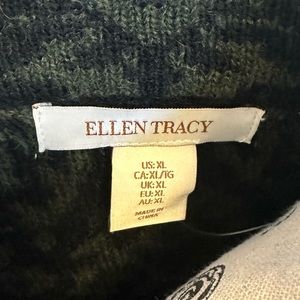 ELLEN TRACY
US: XL
CA: XL/TG
UK: XL
EU: XL
AU: XL
MADE IN
CHINA